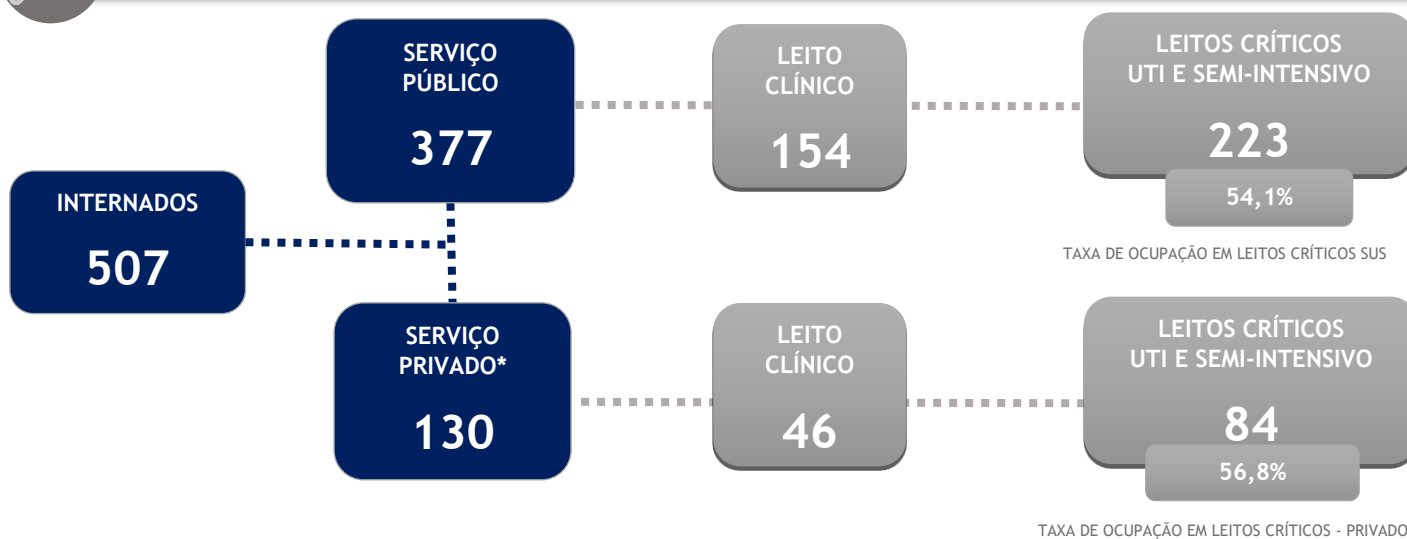 INTERNADOS
507
SERVIÇO
PÚBLICO
377
LEITO
CLÍNICO
154
LEITOS CRÍTICOS
UTI E SEMI-INTENSIVO
223
54,1%
TAXA DE OCUPAÇÃO EM LEITOS CRÍTICOS SUS
SERVIÇO
PRIVADO*
130
LEITO
CLÍNICO
46
LEITOS CRÍTICOS
UTI E SEMI-INTENSIVO
84
56,8%
TAXA DE OCUPAÇÃO EM LEITOS CRÍTICOS - PRIVADO